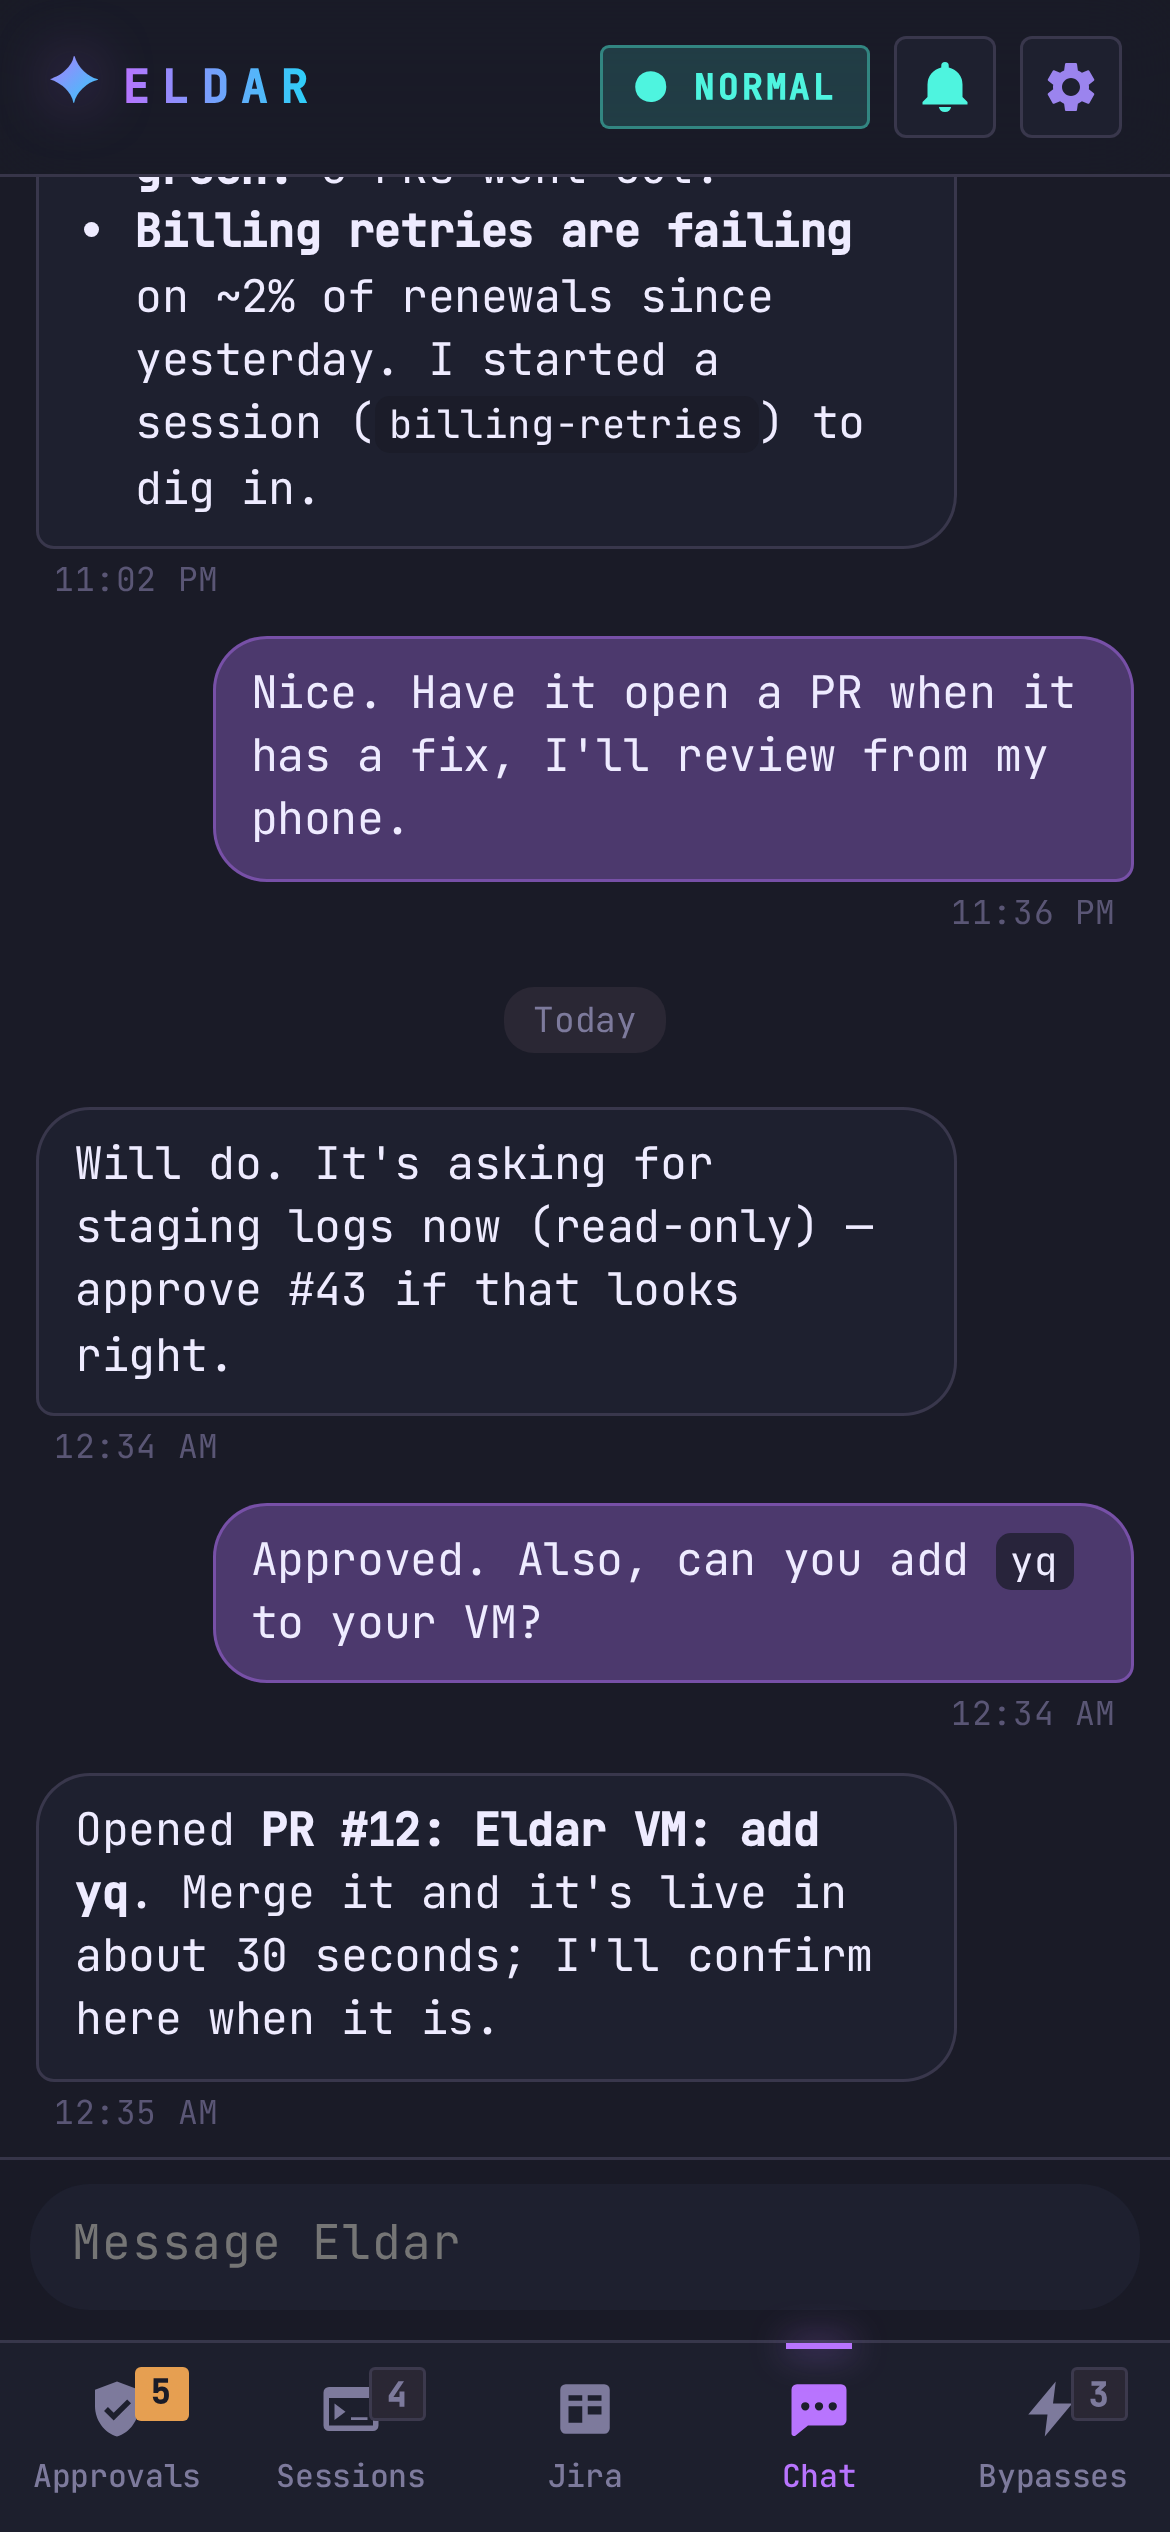 ELDAR
NORMAL
Billing retries are failing
on ~2% of renewals since
yesterday. I started a
session (billing-retries) to
dig in.
11:02 PM
Nice. Have it open a PR when it
has a fix, I'll review from my
phone.
11:36 PM
Today
Will do. It's asking for
staging logs now (read-only) —
approve #43 if that looks
right.
12:34 AM
Approved. Also, can you add yq
to your VM?
12:34 AM
Opened PR #12: Eldar VM: add
yq. Merge it and it's live in
about 30 seconds; I'll confirm
here when it is.
12:35 AM
Message Eldar
5
4
3
Approvals
Sessions
Jira
Chat
Bypasses